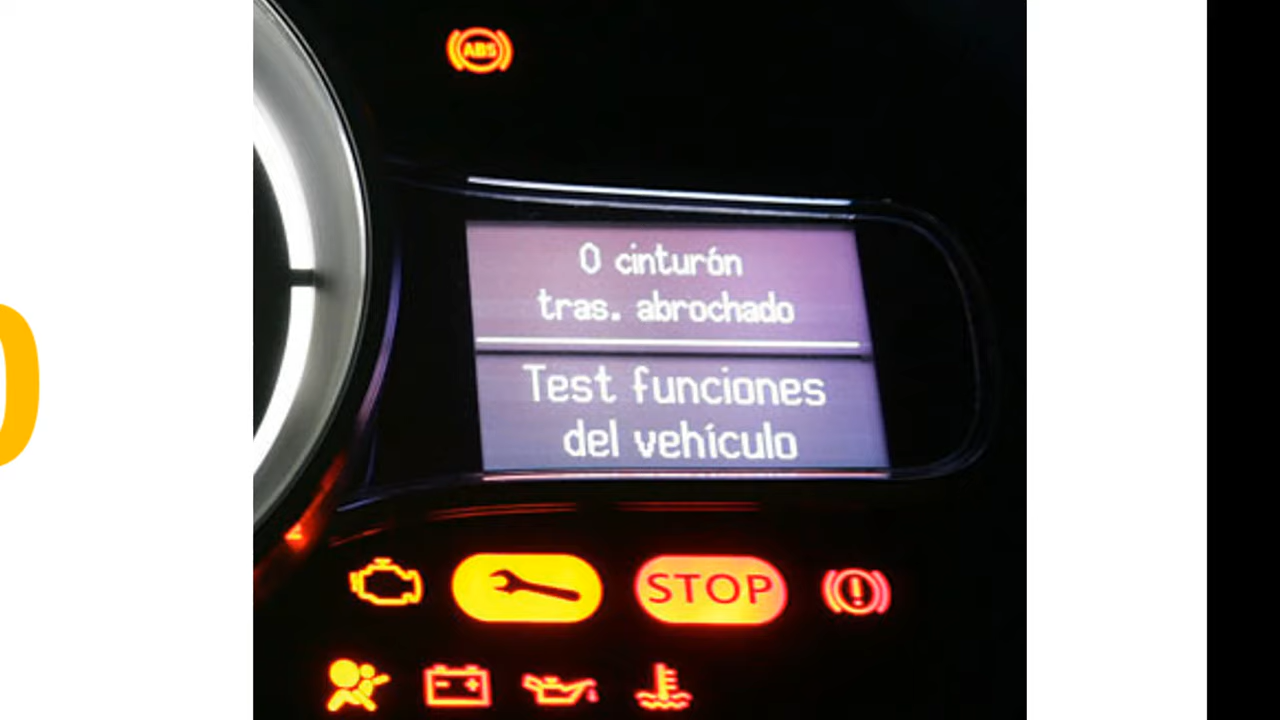 ABS
0 cinturón
tras. abrochado
Test funciones
del vehículo
STOP